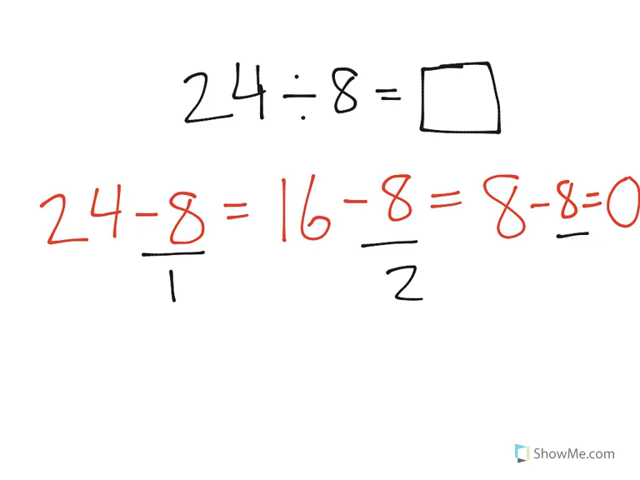 24 ÷ 8 =
24 - 8 = 16 - 8 = 8 - 8 = 0
1 2
ShowMe.com